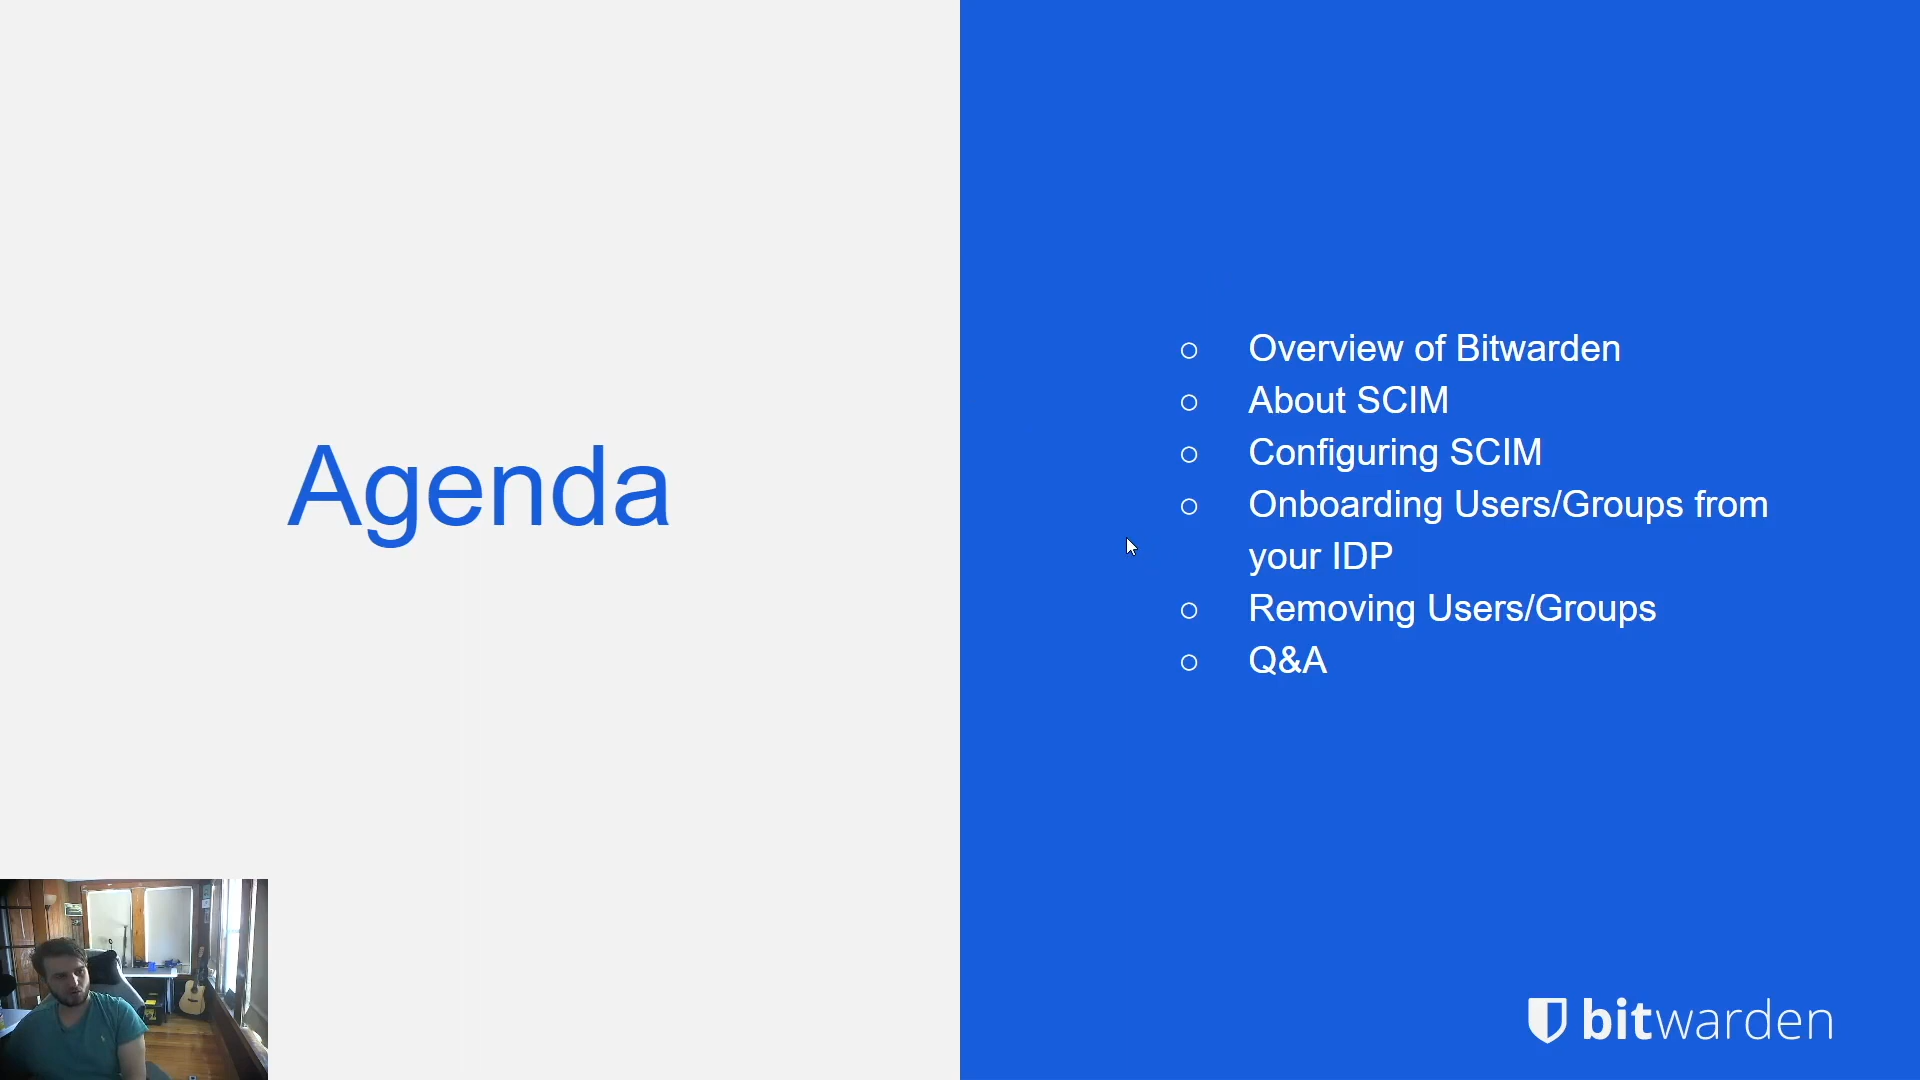 Agenda
Overview of Bitwarden
About SCIM
Configuring SCIM
Onboarding Users/Groups from
your IDP
Removing Users/Groups
Q&A
bitwarden